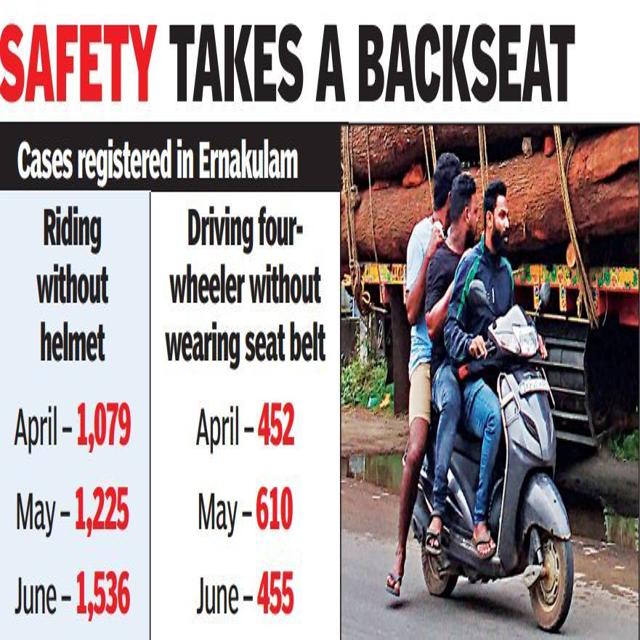 SAFETY TAKES A BACKSEAT
Cases registered in Ernakulam
Riding
without
helmet
April – 1,079
May – 1,225
June – 1,536
Driving four-
wheeler without
wearing seat belt
April – 452
May – 610
June – 455